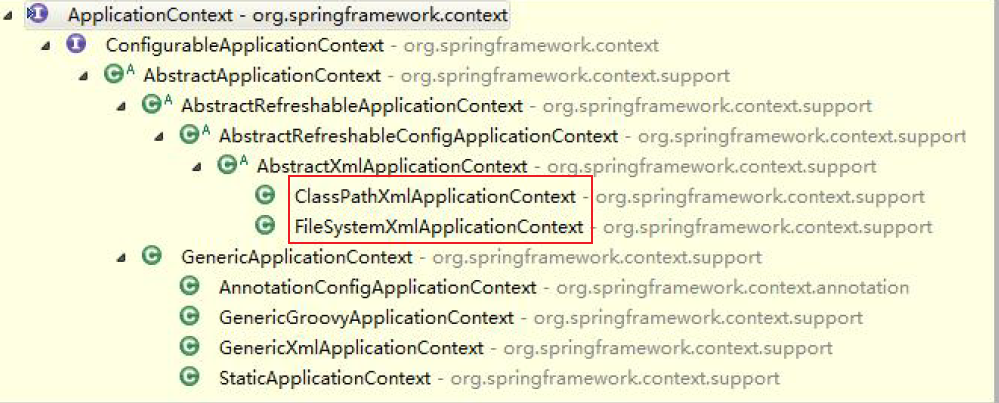 ApplicationContext - org.springframework.context
ConfigurableApplicationContext - org.springframework.context
AbstractApplicationContext - org.springframework.context.support
AbstractRefreshableApplicationContext - org.springframework.context.support
AbstractRefreshableConfigApplicationContext - org.springframework.context.support
AbstractXmlApplicationContext - org.springframework.context.support
ClassPathXmlApplicationContext - org.springframework.context.support
FileSystemXmlApplicationContext - org.springframework.context.support
GenericApplicationContext - org.springframework.context.support
AnnotationConfigApplicationContext - org.springframework.context.annotation
GenericGroovyApplicationContext - org.springframework.context.support
GenericXmlApplicationContext - org.springframework.context.support
StaticApplicationContext - org.springframework.context.support